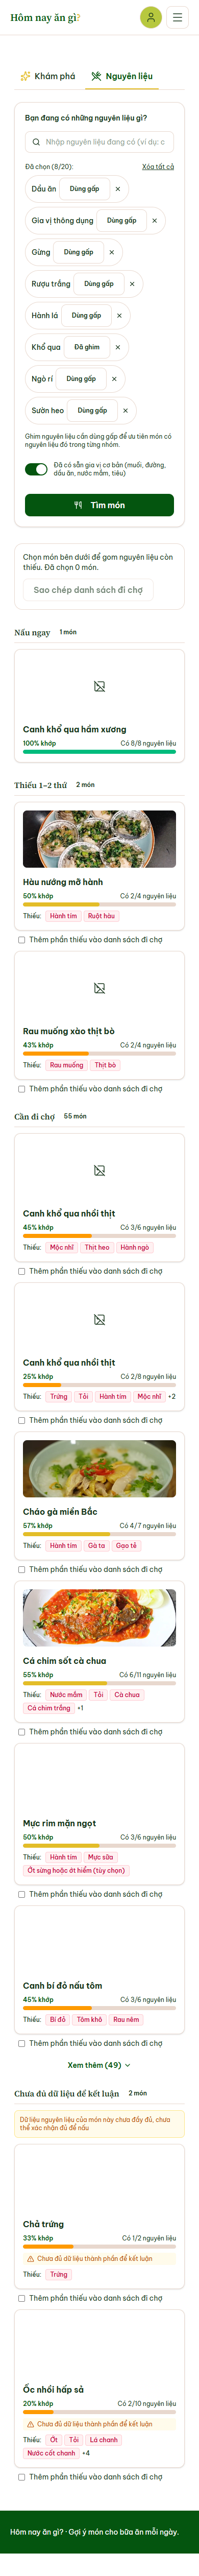 Hôm nay ăn gì?
Khám phá
Nguyên liệu
Bạn đang có những nguyên liệu gì?
Nhập nguyên liệu đang có (ví dụ: c
Đã chọn (8/20):
Xóa tất cả
Dầu ăn Dùng gấp ×
Gia vị thông dụng Dùng gấp ×
Gừng Dùng gấp ×
Rượu trắng Dùng gấp ×
Hành lá Dùng gấp ×
Khổ qua Đã ghim ×
Ngò rí Dùng gấp ×
Sườn heo Dùng gấp ×
Ghim nguyên liệu cần dùng gấp để ưu tiên món có
nguyên liệu đó trong từng nhóm.
Đã có sẵn gia vị cơ bản (muối, đường,
dầu ăn, nước mắm, tiêu)
Tìm món
Chọn món bên dưới để gom nguyên liệu còn
thiếu. Đã chọn 0 món.
Sao chép danh sách đi chợ
Nấu ngay 1 món
Canh khổ qua hầm xương
100% khớp Có 8/8 nguyên liệu
Thiếu 1–2 thứ 2 món
Hàu nướng mỡ hành
50% khớp Có 2/4 nguyên liệu
Thiếu: Hành tím Ruột hàu
Thêm phần thiếu vào danh sách đi chợ
Rau muống xào thịt bò
43% khớp Có 2/4 nguyên liệu
Thiếu: Rau muống Thịt bò
Thêm phần thiếu vào danh sách đi chợ
Cần đi chợ 55 món
Canh khổ qua nhồi thịt
45% khớp Có 3/6 nguyên liệu
Thiếu: Mộc nhĩ Thịt heo Hành ngò
Thêm phần thiếu vào danh sách đi chợ
Canh khổ qua nhồi thịt
25% khớp Có 2/8 nguyên liệu
Thiếu: Trứng Tỏi Hành tím Mộc nhĩ +2
Thêm phần thiếu vào danh sách đi chợ
Cháo gà miền Bắc
57% khớp Có 4/7 nguyên liệu
Thiếu: Hành tím Gà ta Gạo tẻ
Thêm phần thiếu vào danh sách đi chợ
Cá chim sốt cà chua
55% khớp Có 6/11 nguyên liệu
Thiếu: Nước mắm Tỏi Cà chua
Cá chim trắng +1
Thêm phần thiếu vào danh sách đi chợ
Mực rim mặn ngọt
50% khớp Có 3/6 nguyên liệu
Thiếu: Hành tím Mực sữa
Ớt sừng hoặc ớt hiểm (tùy chọn)
Thêm phần thiếu vào danh sách đi chợ
Canh bí đỏ nấu tôm
45% khớp Có 3/6 nguyên liệu
Thiếu: Bí đỏ Tôm khô Rau nêm
Thêm phần thiếu vào danh sách đi chợ
Xem thêm (49)
Chưa đủ dữ liệu để kết luận 2 món
Dữ liệu nguyên liệu của món này chưa đầy đủ, chưa
thể xác nhận đủ để nấu
Chả trứng
33% khớp Có 1/2 nguyên liệu
Chưa đủ dữ liệu thành phần để kết luận
Thiếu: Trứng
Thêm phần thiếu vào danh sách đi chợ
Ốc nhồi hấp sả
20% khớp Có 2/10 nguyên liệu
Chưa đủ dữ liệu thành phần để kết luận
Thiếu: Ớt Tỏi Lá chanh
Nước cốt chanh +4
Thêm phần thiếu vào danh sách đi chợ
Hôm nay ăn gì? · Gợi ý món cho bữa ăn mỗi ngày.